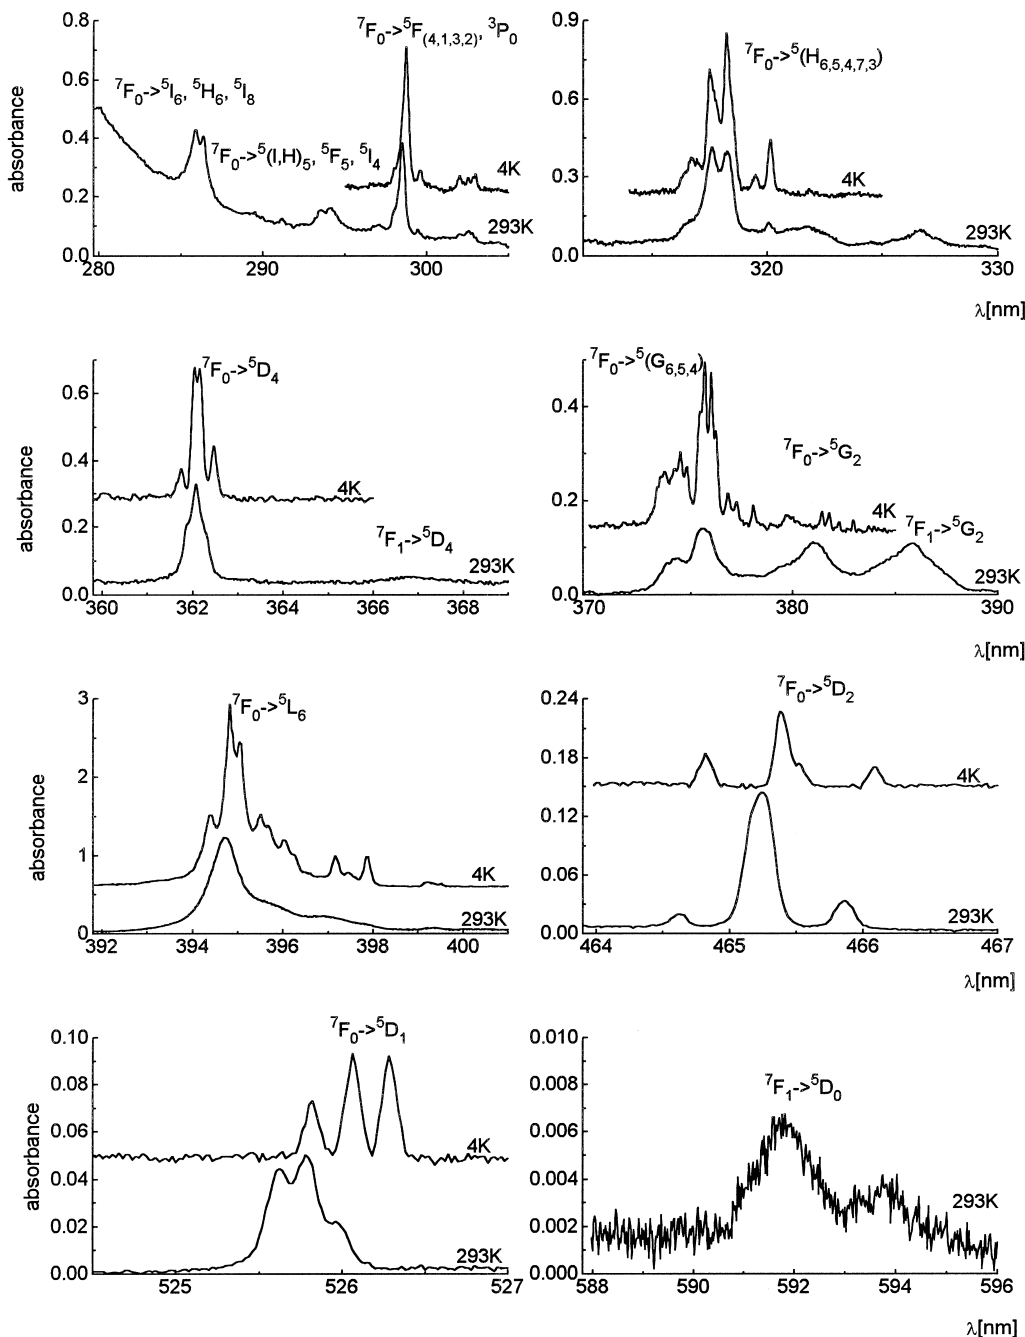 absorbance
0.8
0.6
0.4
0.2
0.0
⁷F₀->⁵I₆, ⁵H₆, ⁵I₈
⁷F₀->⁵(I,H)₅, ⁵F₅, ⁵I₄
⁷F₀->⁵F₍₄,₁,₃,₂₎, ³P₀
4K
293K
280 290 300
0.9
0.6
0.3
0.0
⁷F₀->⁵(H₆,₅,₄,₇,₃)
4K
293K
320 330
λ[nm]
absorbance
0.6
0.4
0.2
0.0
⁷F₀->⁵D₄
4K
⁷F₁->⁵D₄
293K
360 362 364 366 368
0.4
0.2
0.0
⁷F₀->⁵(G₆,₅,₄)
⁷F₀->⁵G₂
4K
⁷F₁->⁵G₂
293K
370 380 390
λ[nm]
absorbance
3
2
1
0
⁷F₀->⁵L₆
4K
293K
392 394 396 398 400
0.24
0.18
0.12
0.06
0.00
⁷F₀->⁵D₂
4K
293K
464 465 466 467
λ[nm]
absorbance
0.10
0.08
0.06
0.04
0.02
0.00
⁷F₀->⁵D₁
4K
293K
525 526 527
0.010
0.008
0.006
0.004
0.002
0.000
⁷F₁->⁵D₀
293K
588 590 592 594 596
λ[nm]